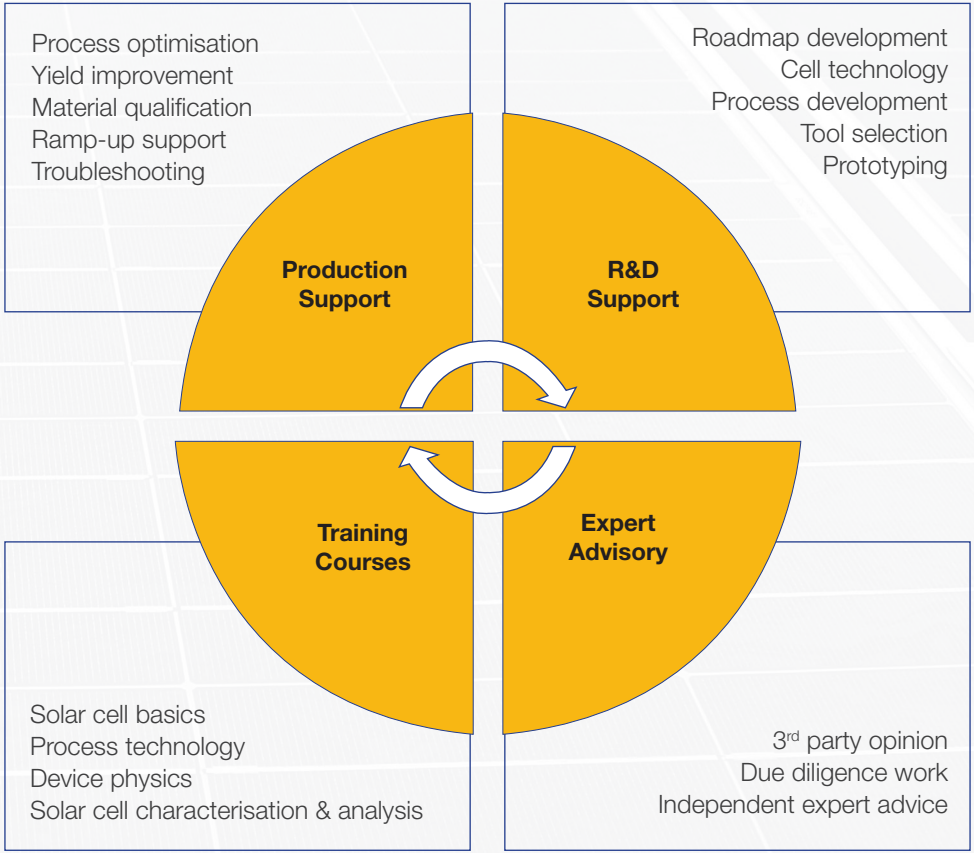 Process optimisation
Yield improvement
Material qualification
Ramp-up support
Troubleshooting
Roadmap development
Cell technology
Process development
Tool selection
Prototyping
Production
Support
R&D
Support
Training
Courses
Expert
Advisory
Solar cell basics
Process technology
Device physics
Solar cell characterisation & analysis
3rd party opinion
Due diligence work
Independent expert advice